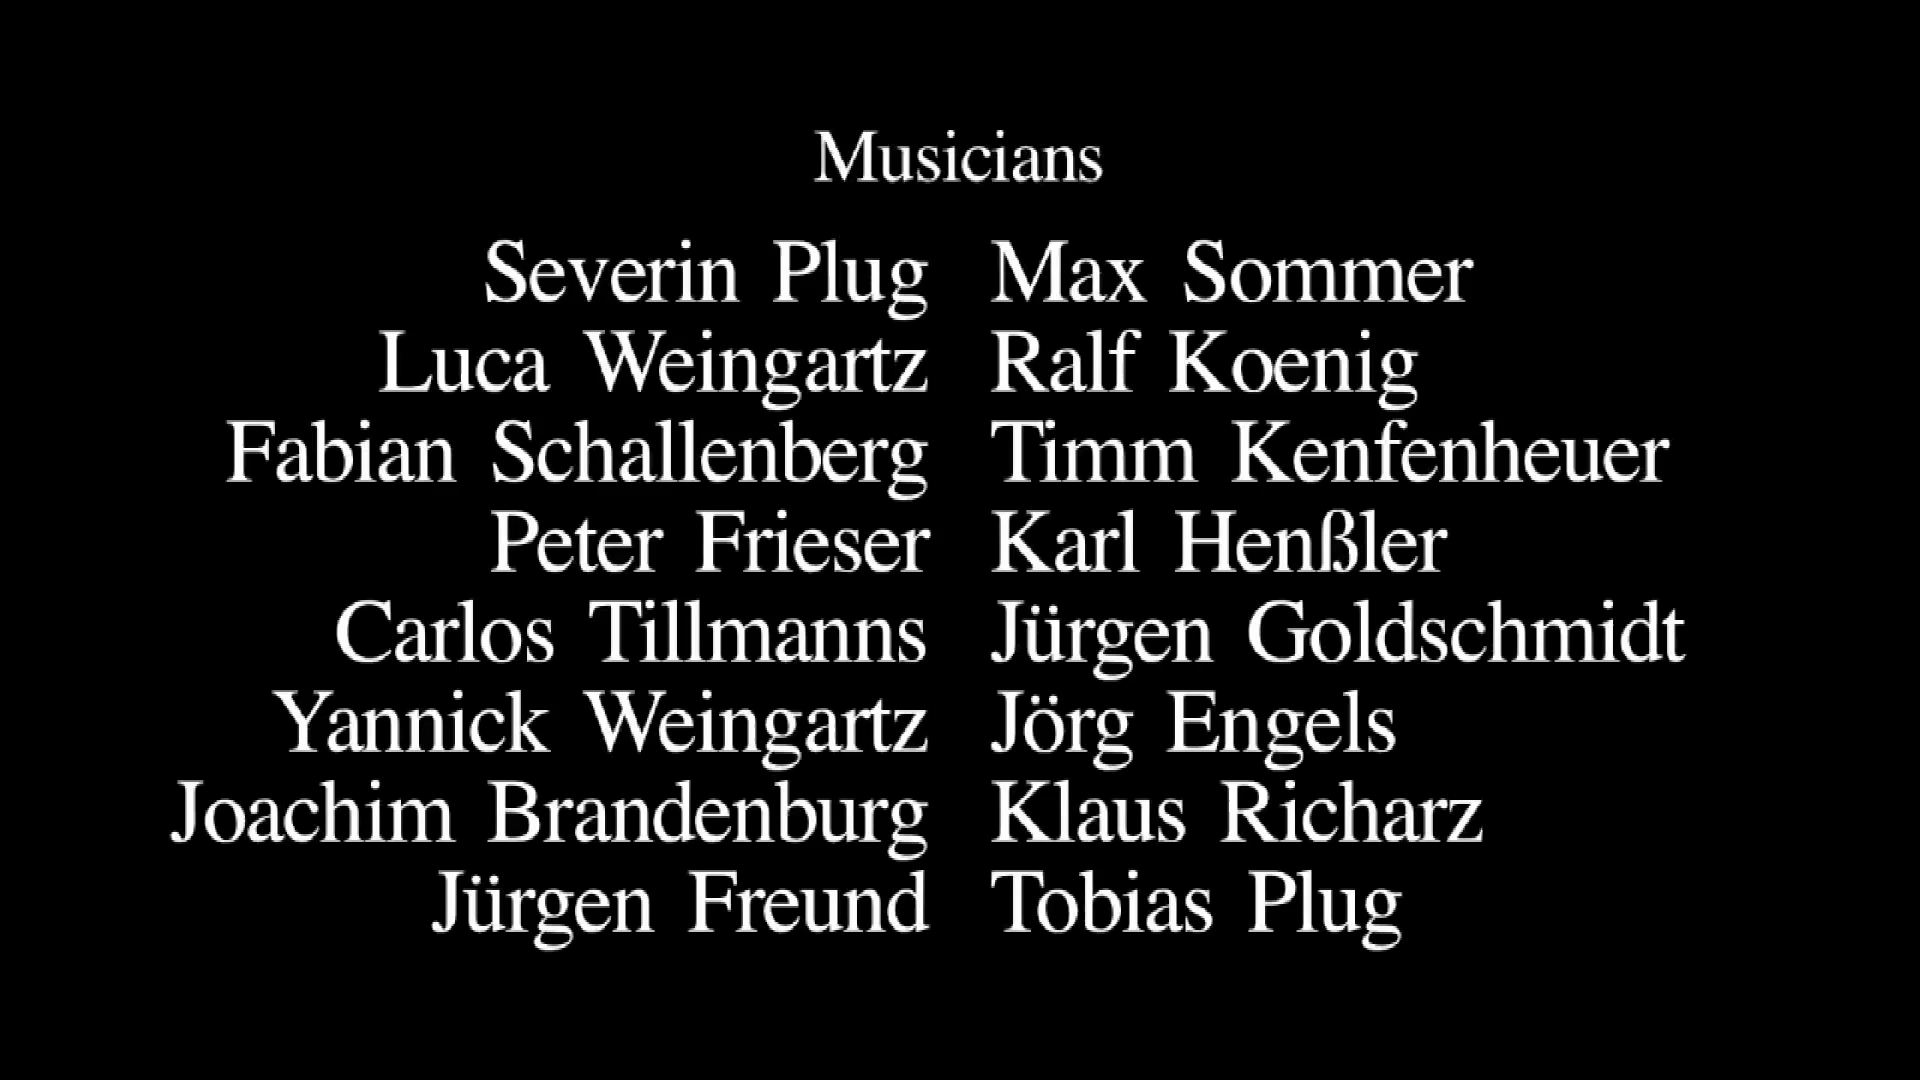 Musicians
Severin Plug Max Sommer
Luca Weingartz Ralf Koenig
Fabian Schallenberg Timm Kenfenheuer
Peter Frieser Karl Henßler
Carlos Tillmanns Jürgen Goldschmidt
Yannick Weingartz Jörg Engels
Joachim Brandenburg Klaus Richarz
Jürgen Freund Tobias Plug